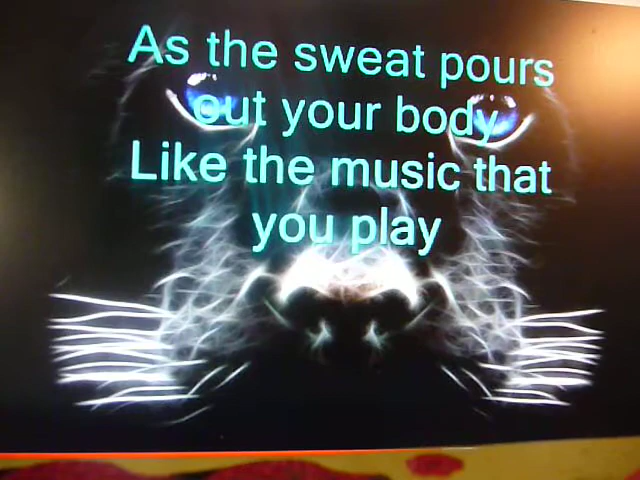 As the sweat pours
out your body
Like the music that
you play